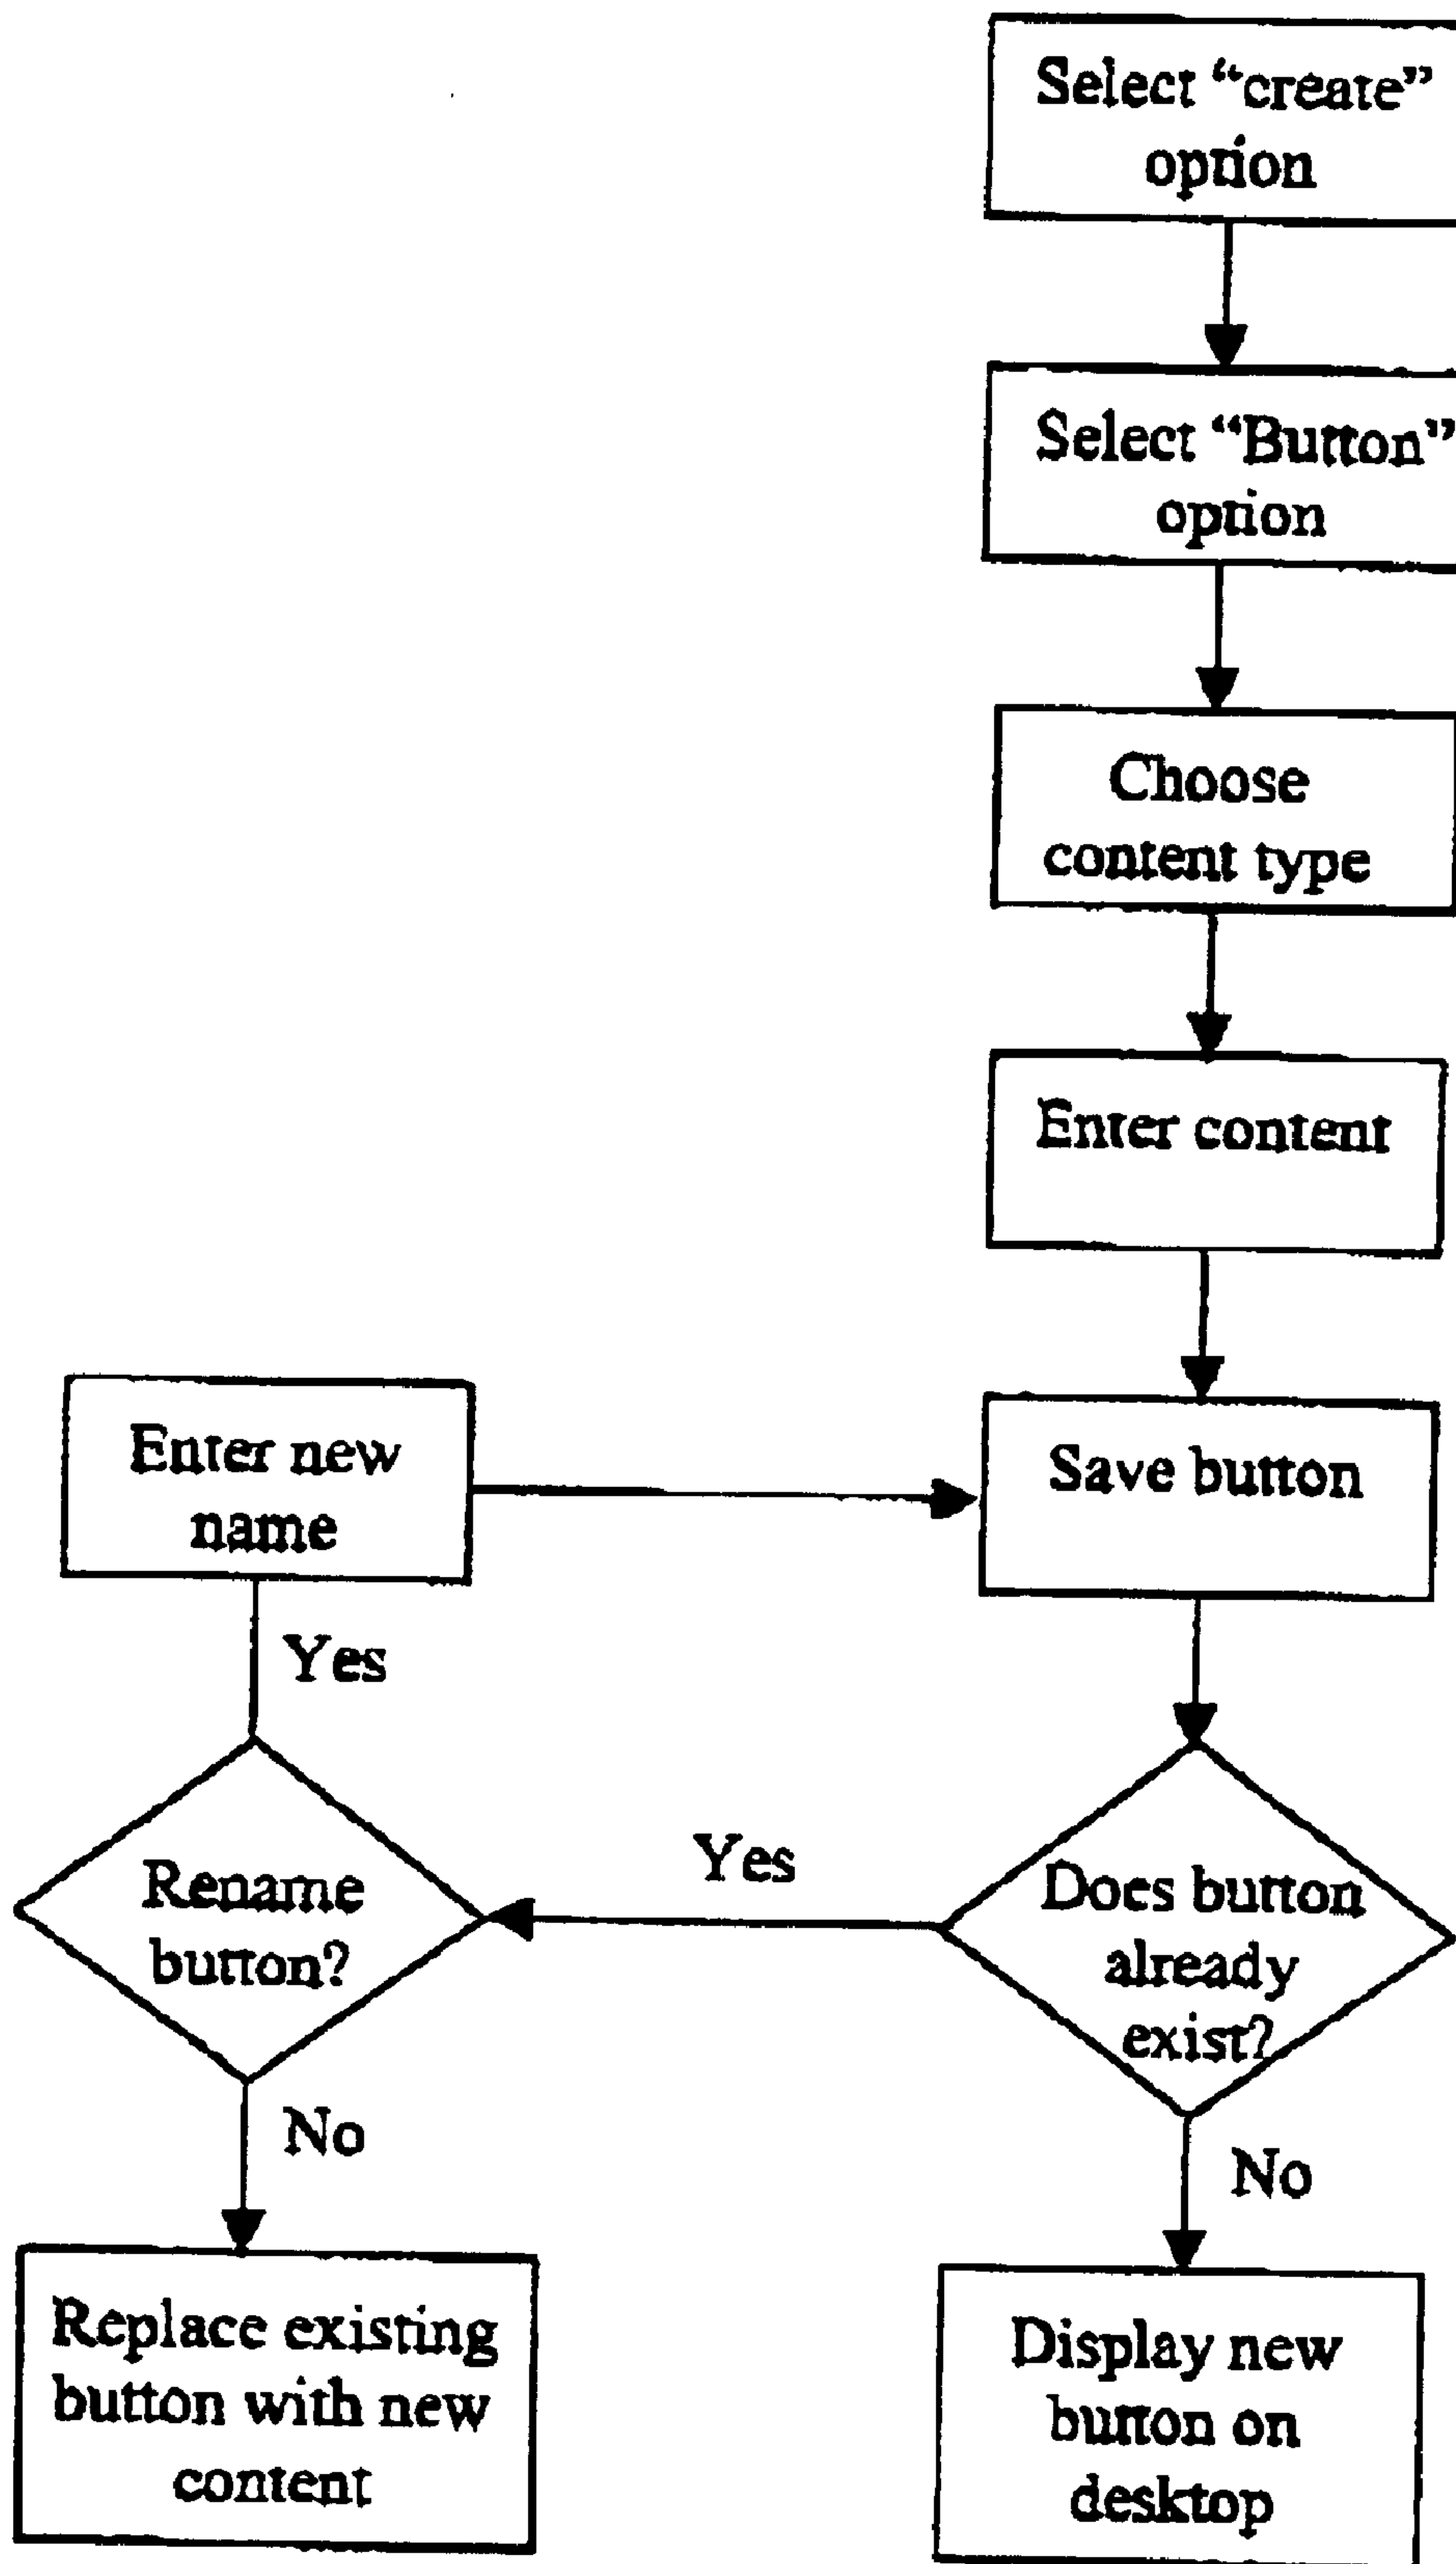 Select “create”
option
Select “Button”
option
Choose
content type
Enter content
Enter new
name
Save button
Yes
Rename
button?
Yes
Does button
already
exist?
No
No
Replace existing
button with new
content
Display new
button on
desktop